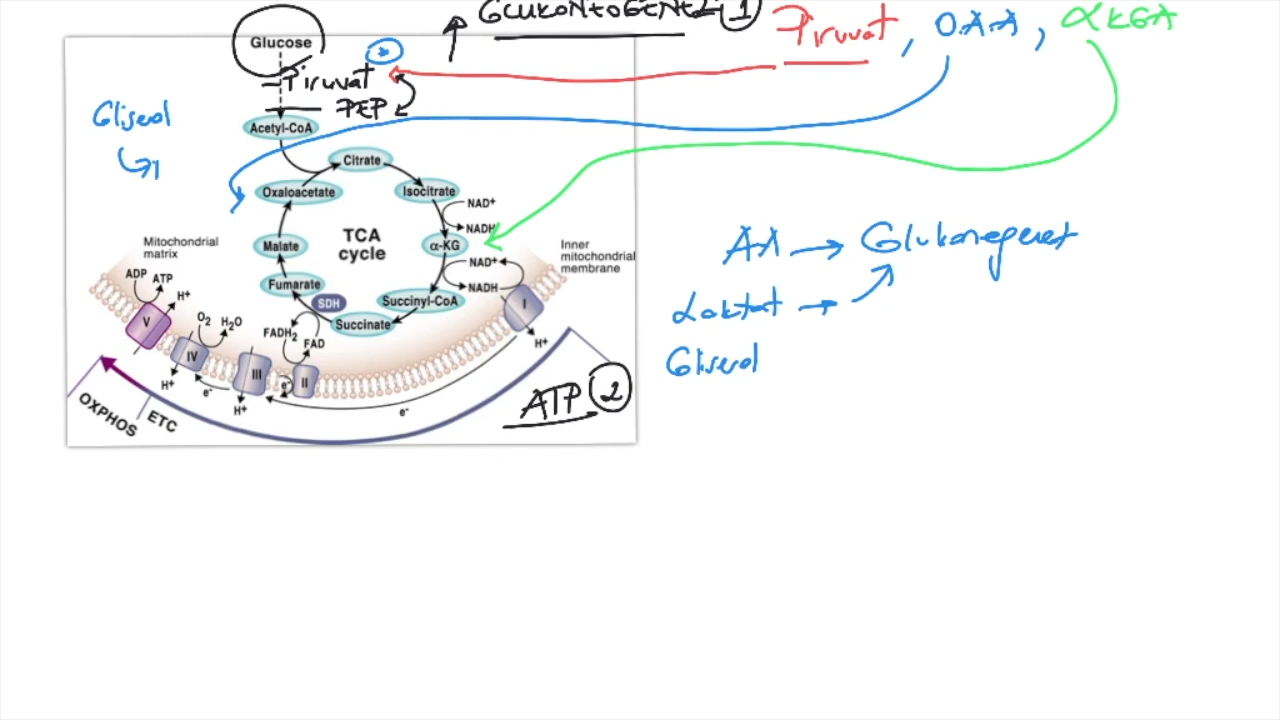 GLUKONEOGENEZ 1
Piruvat, OAA, αKGA
Glucose
Piruvat
PEP
Gliserol
Acetyl-CoA
Citrate
Oxaloacetate
Isocitrate
NAD+
NADH
TCA
cycle
Malate
α-KG
NAD+
NADH
Fumarate
SDH
Succinyl-CoA
Succinate
FADH2
FAD
Mitochondrial
matrix
Inner
mitochondrial
membrane
ADP
ATP
H+
V
O2
H2O
IV
H+
e-
III
H+
e-
II
I
H+
e-
OXPHOS
ETC
ATP 2
AA → Glukoneogenez
Laktat →
Gliserol